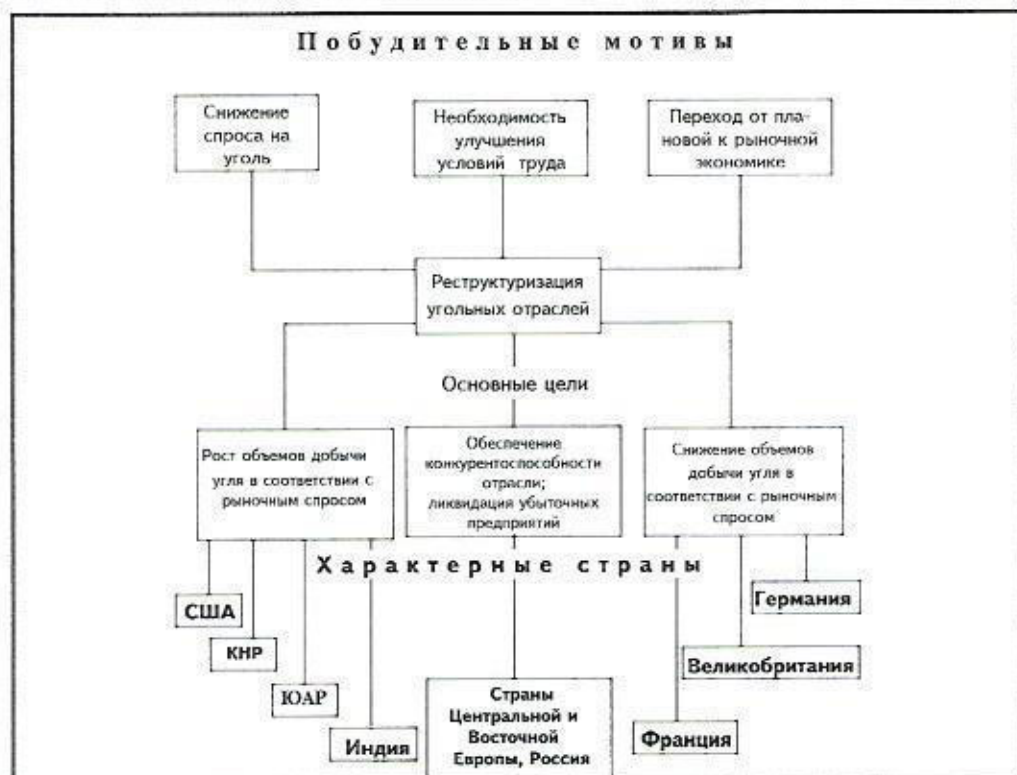 Побудительные мотивы
Снижение
спроса на
уголь
Необходимость
улучшения
условий труда
Переход от пла-
новой к рыночной
экономике
Реструктуризация
угольных отраслей
Основные цели
Рост объемов добычи
угля в соответствии с
рыночным спросом
Обеспечение
конкурентоспособности
отрасли;
ликвидация убыточных
предприятий
Снижение объемов
добычи угля в
соответствии с рыночным
спросом
Характерные страны
США
КНР
ЮАР
Индия
Страны
Центральной и
Восточной
Европы, Россия
Франция
Великобритания
Германия